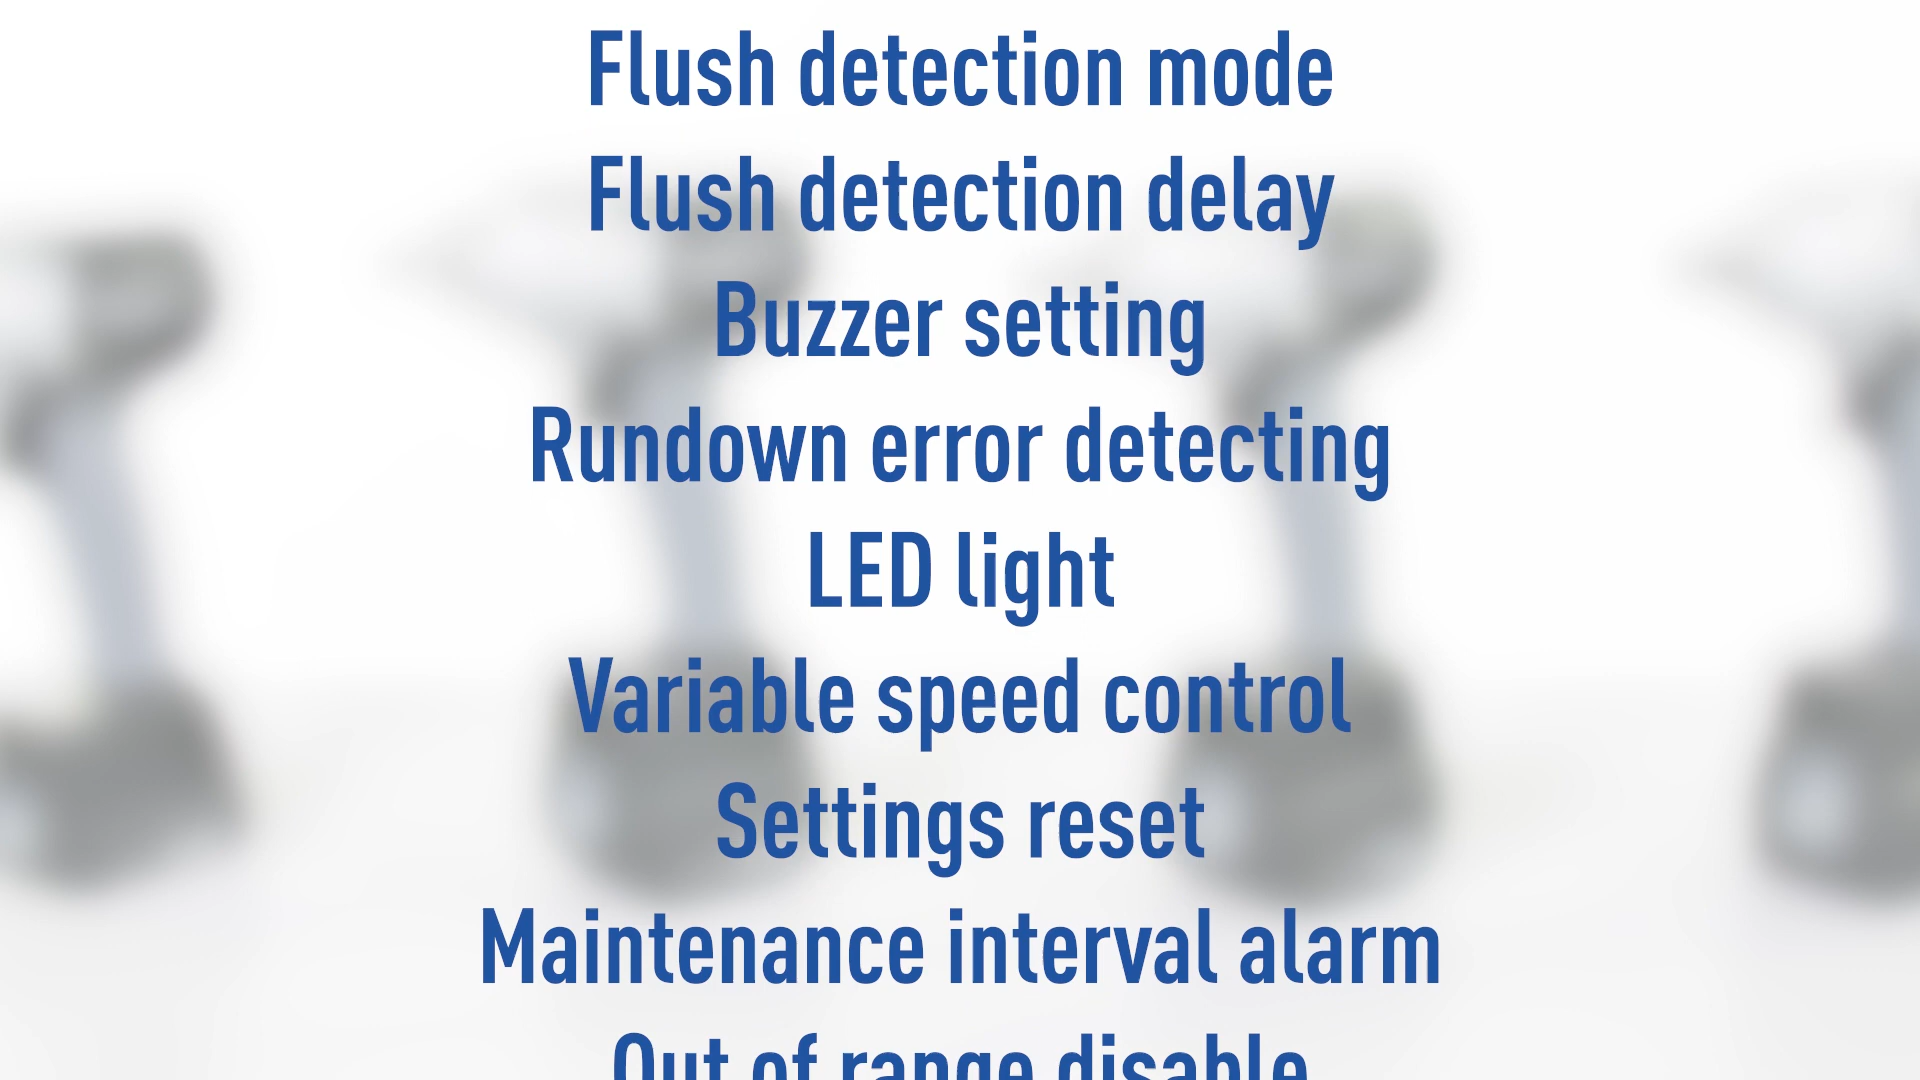 Flush detection mode
Flush detection delay
Buzzer setting
Rundown error detecting
LED light
Variable speed control
Settings reset
Maintenance interval alarm
Out of range disable